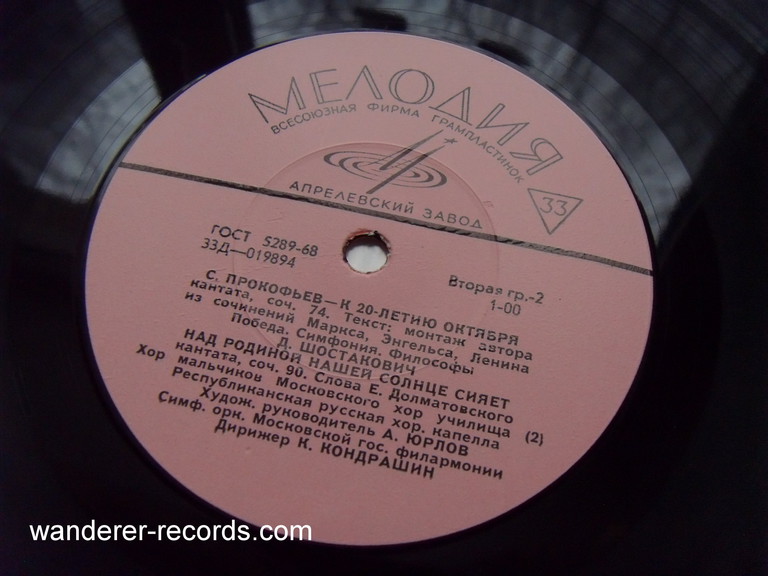 МЕЛОДИЯ
ВСЕСОЮЗНАЯ ФИРМА ГРАМПЛАСТИНОК
33
АПРЕЛЕВСКИЙ ЗАВОД
ГОСТ 5289-68
33Д—019894
Вторая гр.-2
1-00
С. ПРОКОФЬЕВ—К 20-ЛЕТИЮ ОКТЯБРЯ
кантата, соч. 74. Текст: монтаж автора
из сочинений Маркса, Энгельса, Ленина
Победа. Симфония. Философы
Д. ШОСТАКОВИЧ
НАД РОДИНОЙ НАШЕЙ СОЛНЦЕ СИЯЕТ
кантата, соч. 90. Слова Е. Долматовского
Хор мальчиков Московского хор училища (2)
Республиканская русская хор. капелла
Худож. руководитель А. ЮРЛОВ
Симф. орк. Московской гос. филармонии
Дирижер К. КОНДРАШИН
wanderer-records.com